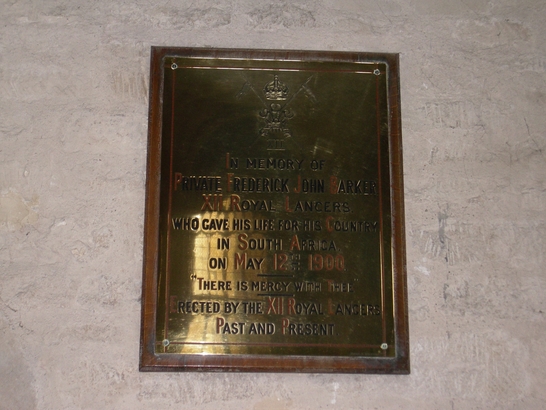 IN MEMORY OF
PRIVATE FREDERICK JOHN BARKER
XII ROYAL LANCERS
WHO GAVE HIS LIFE FOR HIS COUNTRY
IN SOUTH AFRICA
ON MAY 12TH 1900.
"THERE IS MERCY WITH THEE"
ERECTED BY THE XII ROYAL LANCERS
PAST AND PRESENT